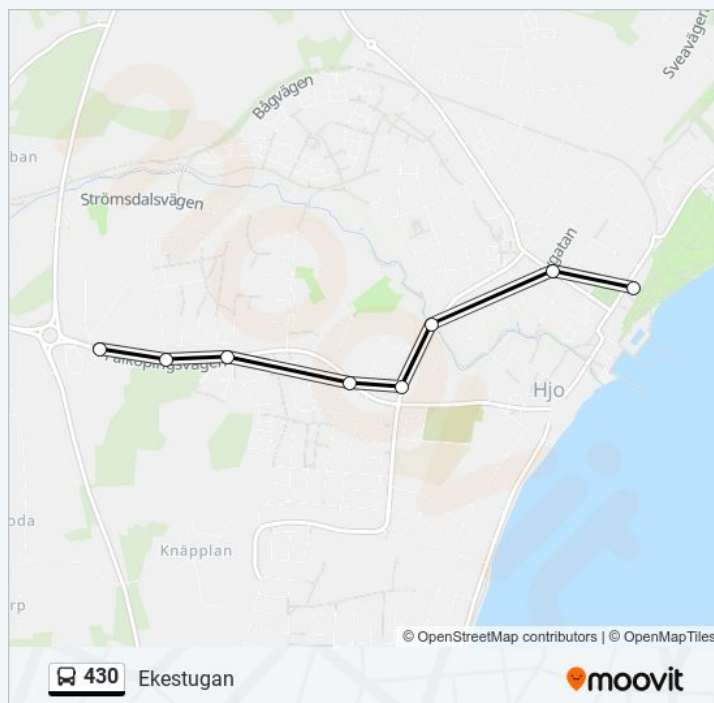 Sveavägen
Bågvägen
ban
Strömsdalsvägen
gatan
Falköpingsvägen
Hjo
oda
Knäpplan
rp
© OpenStreetMap contributors | © OpenMapTiles
430 Ekestugan
moovit